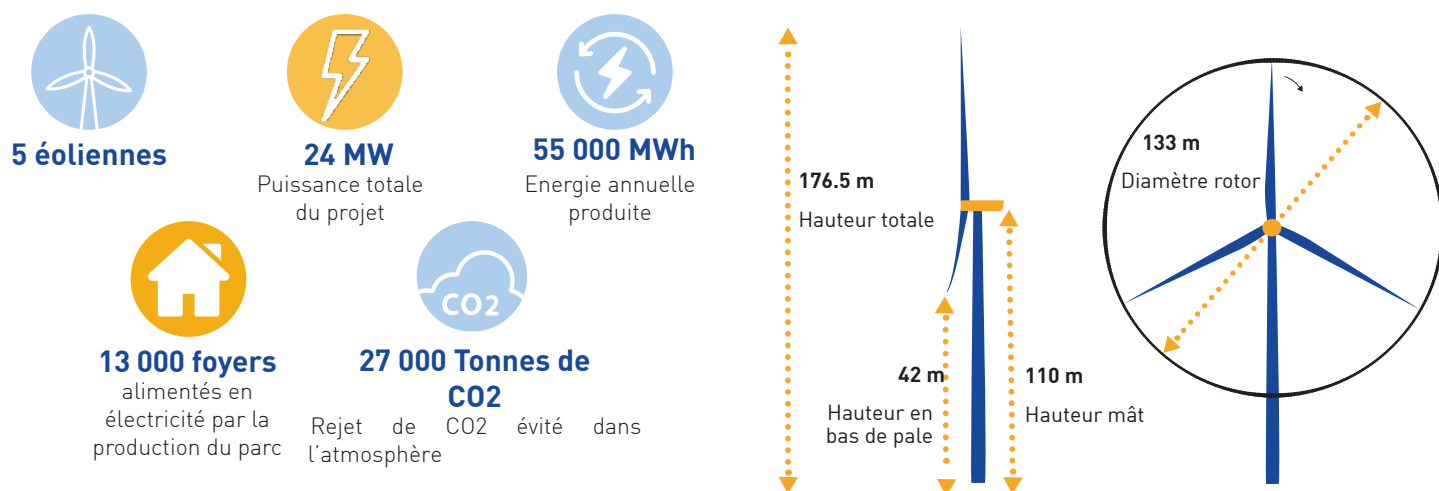 5 éoliennes
24 MW
Puissance totale
du projet
55 000 MWh
Energie annuelle
produite
13 000 foyers
alimentés en
électricité par la
production du parc
CO2
27 000 Tonnes de
CO2
Rejet de CO2 évité dans
l'atmosphère
176.5 m
Hauteur totale
42 m
Hauteur en
bas de pale
110 m
Hauteur mât
133 m
Diamètre rotor